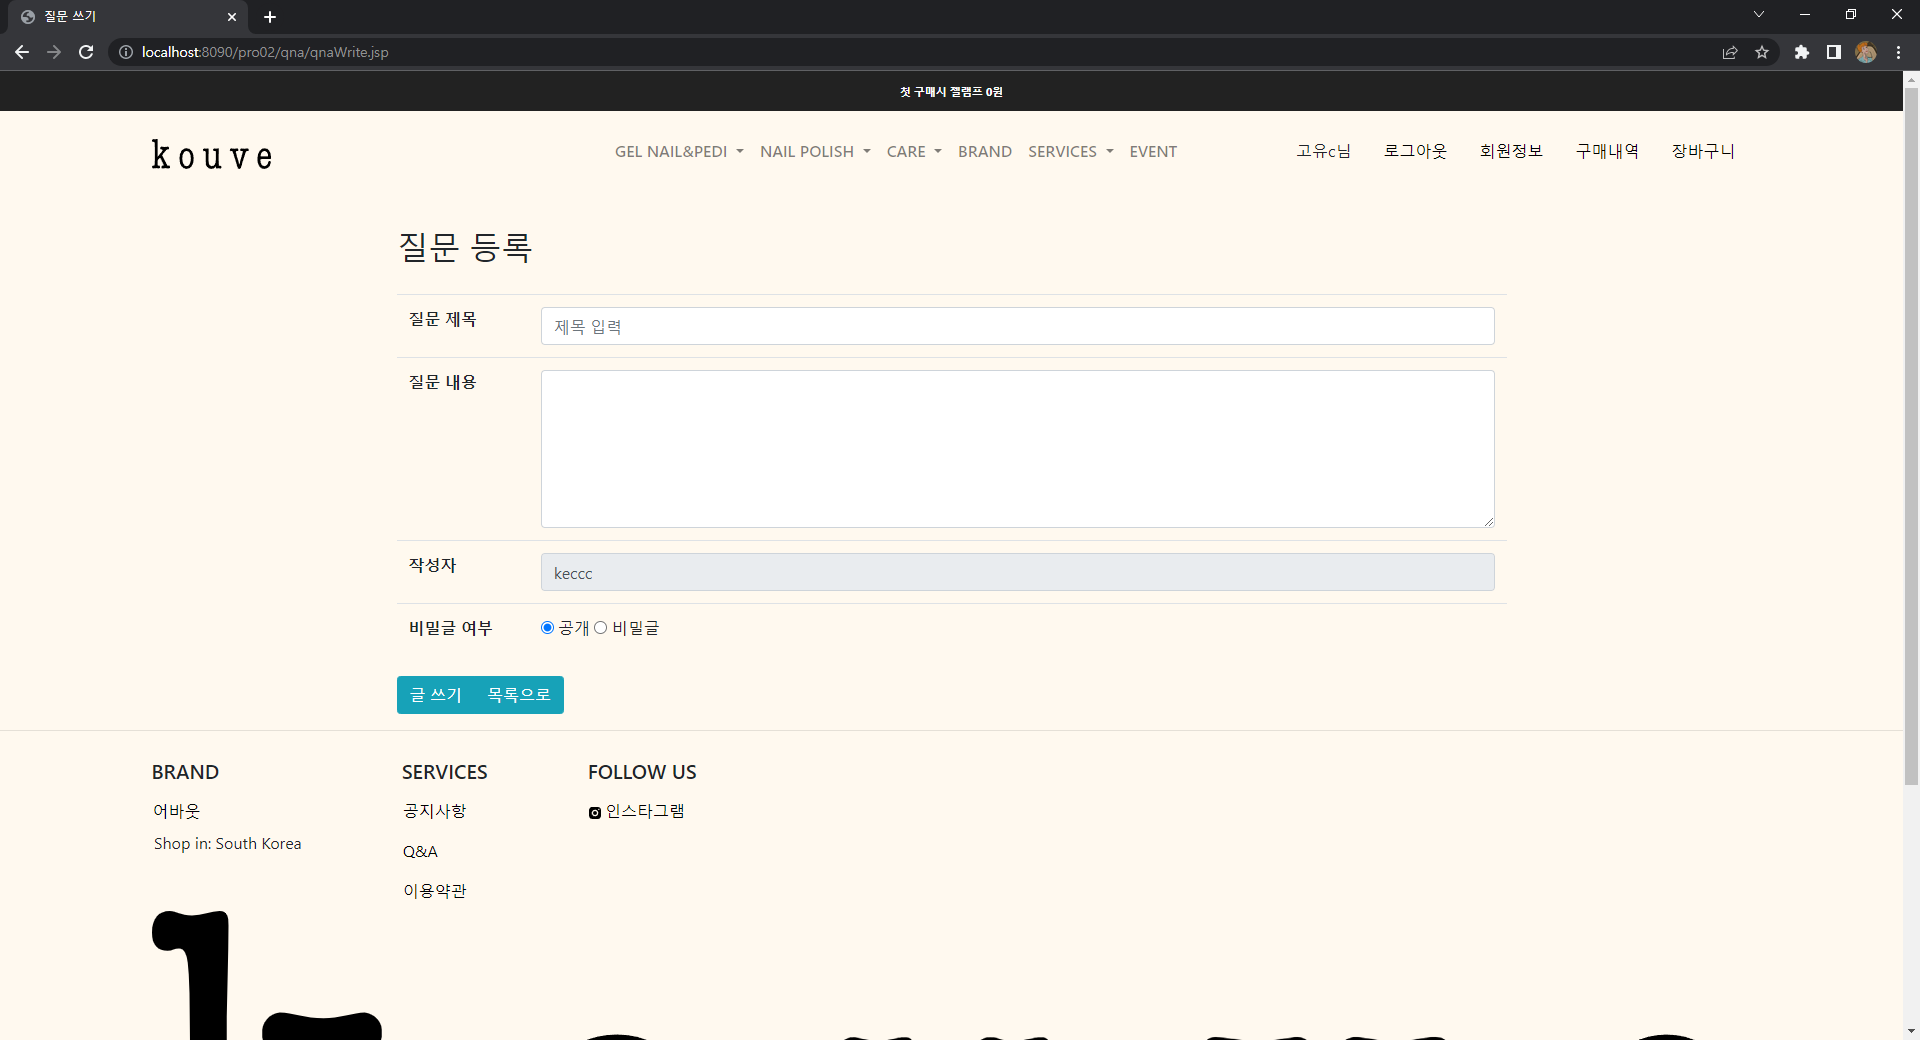 질문 쓰기
localhost:8090/pro02/qna/qnaWrite.jsp
첫 구매시 젤램프 0원
kouve
GEL NAIL&PEDI NAIL POLISH CARE BRAND SERVICES EVENT
고유c님 로그아웃 회원정보 구매내역 장바구니
질문 등록
질문 제목 제목 입력
질문 내용
작성자 keccc
비밀글 여부 공개 비밀글
글 쓰기 목록으로
BRAND SERVICES FOLLOW US
어바웃 공지사항 인스타그램
Shop in: South Korea Q&A
이용약관